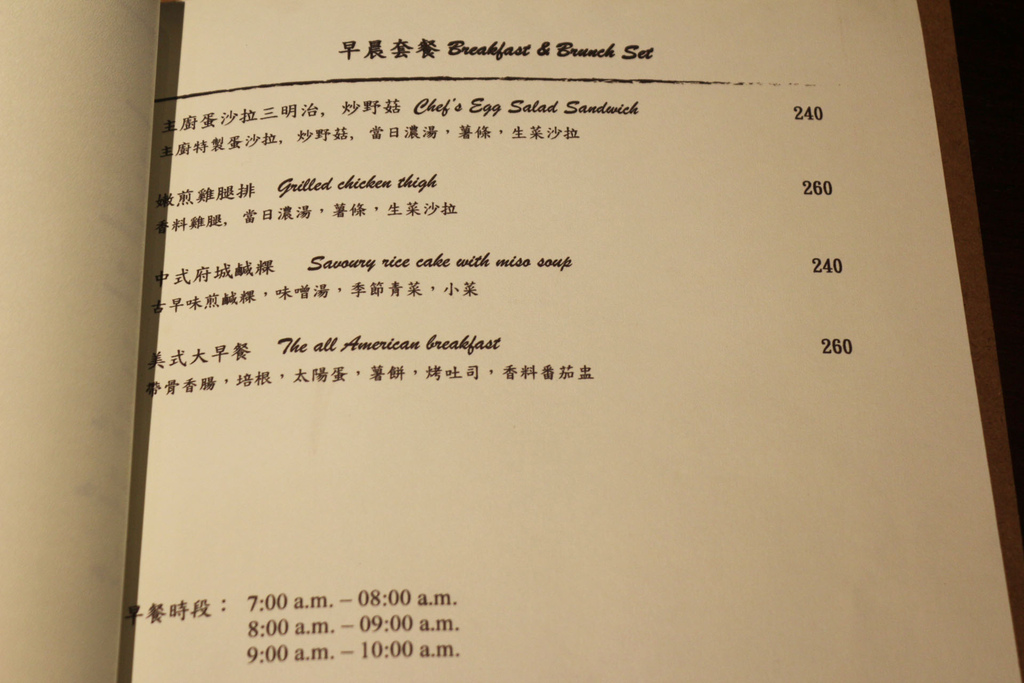 早晨套餐 Breakfast & Brunch Set
主廚蛋沙拉三明治, 炒野菇 Chef's Egg Salad Sandwich 240
主廚特製蛋沙拉, 炒野菇, 當日濃湯，薯條，生菜沙拉
嫩煎雞腿排 Grilled chicken thigh 260
香料雞腿, 當日濃湯，薯條，生菜沙拉
中式府城鹹粿 Savoury rice cake with miso soup 240
古早味煎鹹粿，味噌湯，季節青菜，小菜
美式大早餐 The all American breakfast 260
帶骨香腸，培根，太陽蛋，薯餅，烤吐司，香料番茄盅
早餐時段： 7:00 a.m. – 08:00 a.m.
8:00 a.m. – 09:00 a.m.
9:00 a.m. – 10:00 a.m.